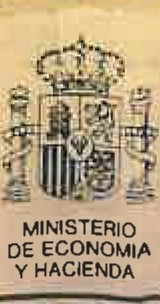 MINISTERIO
DE ECONOMIA
Y HACIENDA